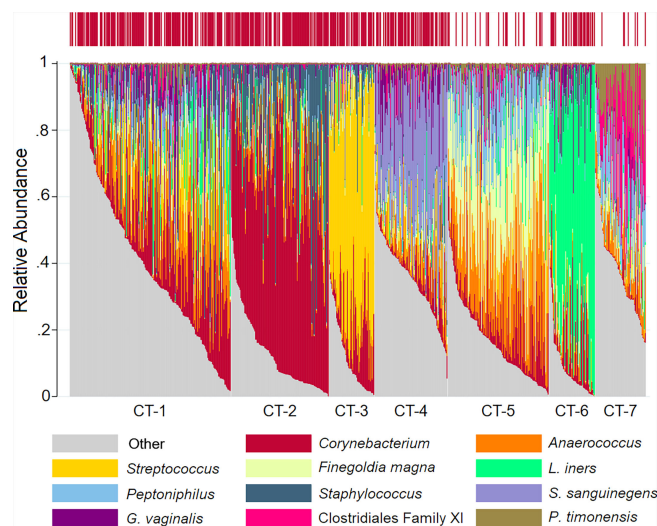 1
.8
.6
.4
.2
0
Relative Abundance
CT-1 CT-2 CT-3 CT-4 CT-5 CT-6 CT-7
Other Corynebacterium Anaerococcus
Streptococcus Finegoldia magna L. iners
Peptoniphilus Staphylococcus S. sanguinegens
G. vaginalis Clostridiales Family XI P. timonensis